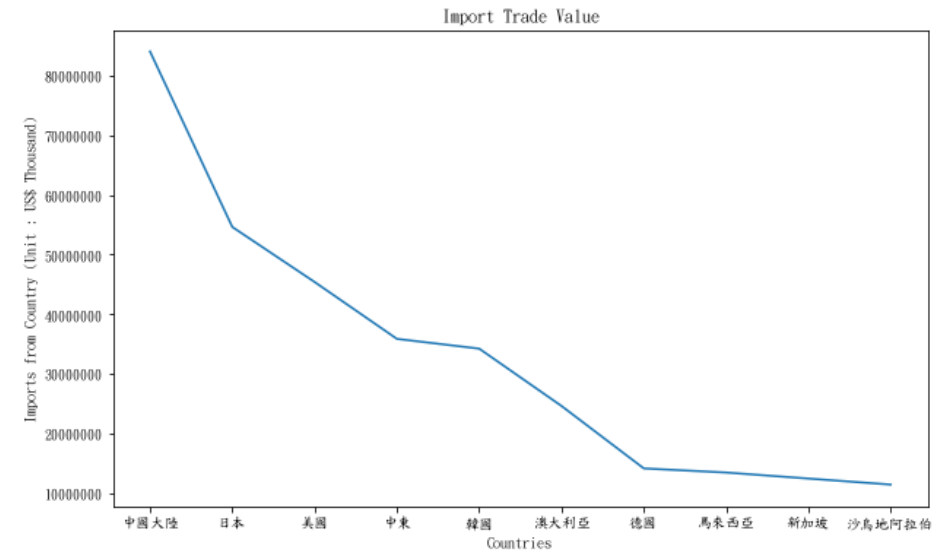 Import Trade Value
Imports from Country (Unit : US$ Thousand)
80000000
70000000
60000000
50000000
40000000
30000000
20000000
10000000
中國大陸 日本 美國 中東 韓國 澳大利亞 德國 馬來西亞 新加坡 沙烏地阿拉伯
Countries